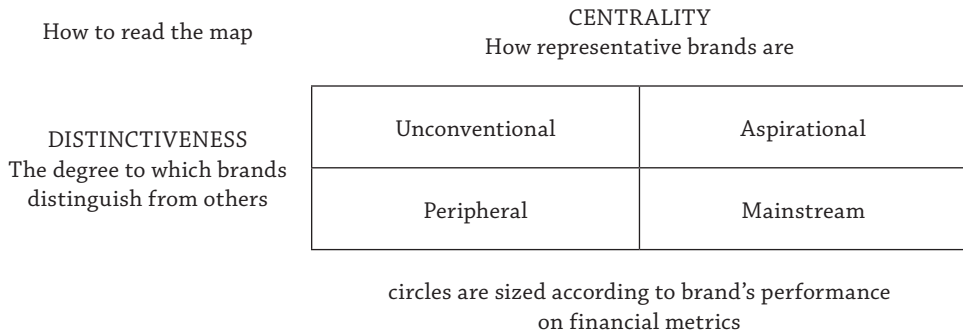 How to read the map
CENTRALITY
How representative brands are
DISTINCTIVENESS
The degree to which brands
distinguish from others
Unconventional
Aspirational
Peripheral
Mainstream
circles are sized according to brand’s performance
on financial metrics